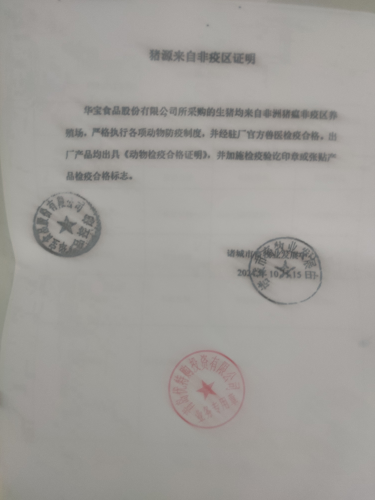 猪源来自非疫区证明
华宝食品股份有限公司所采购的生猪均来自非洲猪瘟非疫区养
殖场，严格执行各项动物防疫制度，并经驻厂官方兽医检疫合格，出
厂产品均出具《动物检疫合格证明》，并加施检疫验讫印章或张贴产
品检疫合格标志。
诸城市
15 日